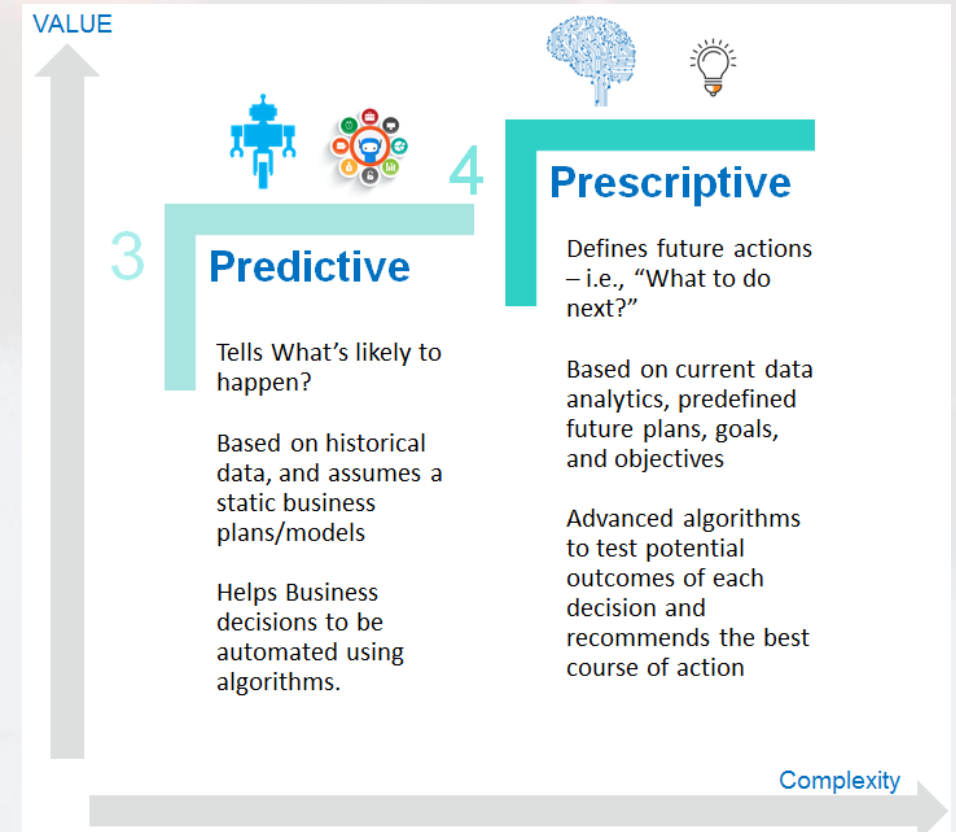 VALUE
3
Predictive
Tells What’s likely to
happen?
Based on historical
data, and assumes a
static business
plans/models
Helps Business
decisions to be
automated using
algorithms.
4
Prescriptive
Defines future actions
– i.e., “What to do
next?”
Based on current data
analytics, predefined
future plans, goals,
and objectives
Advanced algorithms
to test potential
outcomes of each
decision and
recommends the best
course of action
Complexity